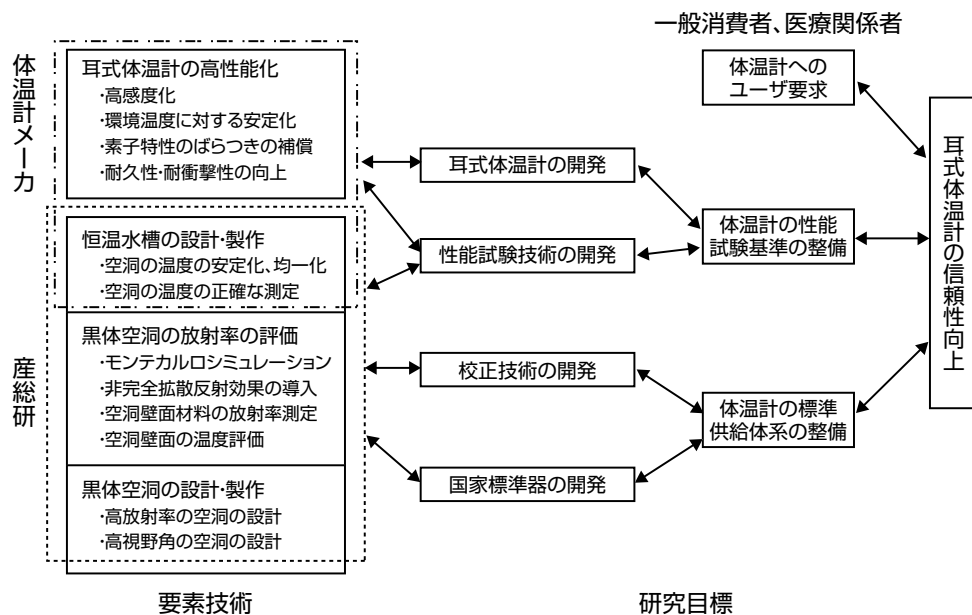 一般消費者、医療関係者
体温計メーカ
耳式体温計の高性能化
・高感度化
・環境温度に対する安定化
・素子特性のばらつきの補償
・耐久性・耐衝撃性の向上
産総研
恒温水槽の設計・製作
・空洞の温度の安定化、均一化
・空洞の温度の正確な測定
黒体空洞の放射率の評価
・モンテカルロシミュレーション
・非完全拡散反射効果の導入
・空洞壁面材料の放射率測定
・空洞壁面の温度評価
黒体空洞の設計・製作
・高放射率の空洞の設計
・高視野角の空洞の設計
要素技術
耳式体温計の開発
性能試験技術の開発
校正技術の開発
国家標準器の開発
体温計への
ユーザ要求
体温計の性能
試験基準の整備
体温計の標準
供給体系の整備
耳式体温計の信頼性向上
研究目標